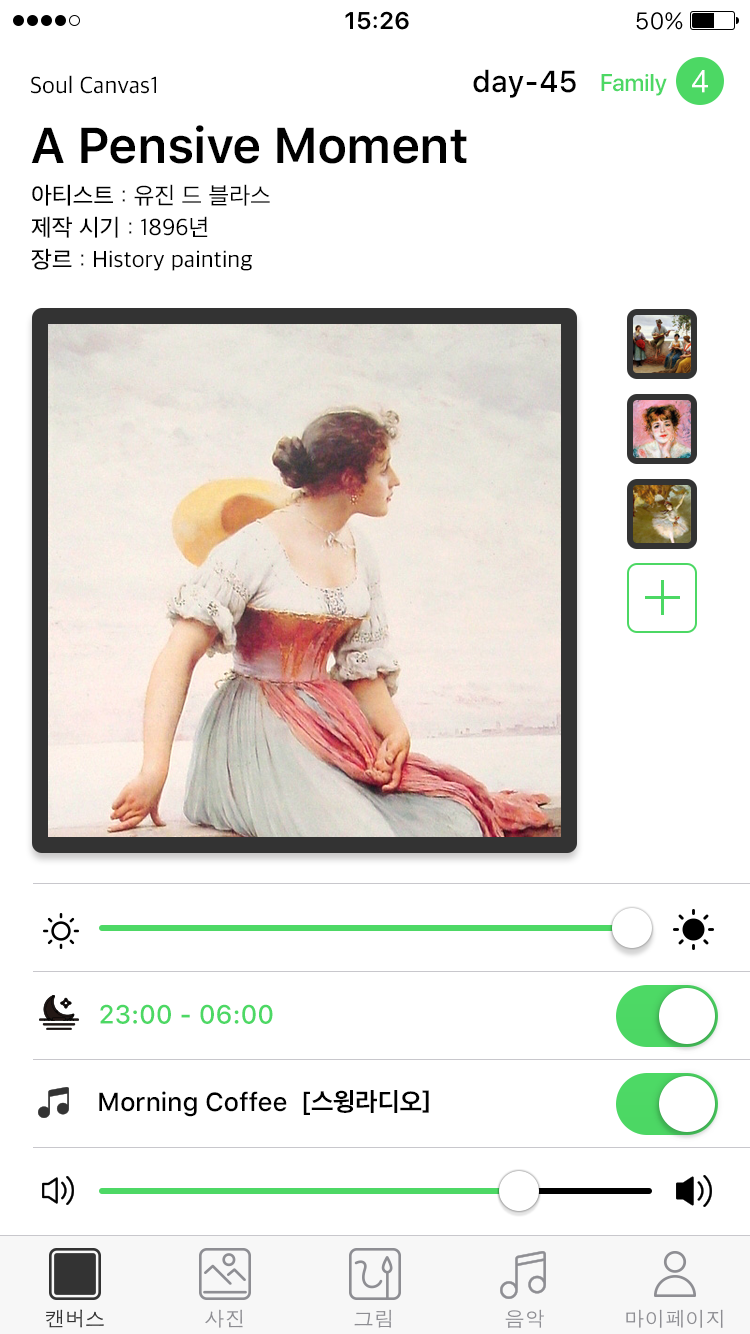 15:26
50%
Soul Canvas1
day-45
Family
4
A Pensive Moment
아티스트 : 유진 드 블라스
제작 시기 : 1896년
장르 : History painting
23:00 - 06:00
Morning Coffee [스윙라디오]
캔버스
사진
그림
음악
마이페이지